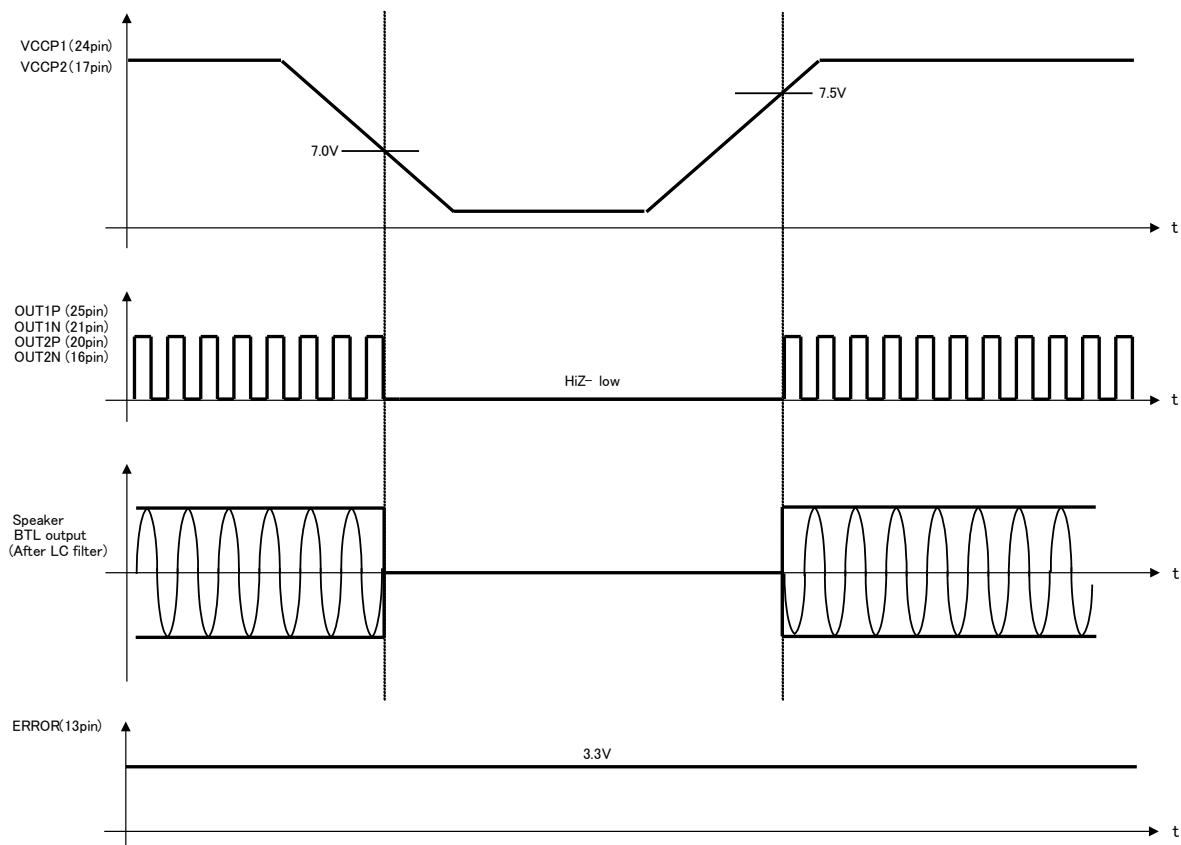 VCCP1(24pin)
VCCP2(17pin)
7.5V
7.0V
t
OUT1P (25pin)
OUT1N (21pin)
OUT2P (20pin)
OUT2N (16pin)
HiZ- low
t
Speaker
BTL output
(After LC filter)
t
ERROR(13pin)
3.3V
t